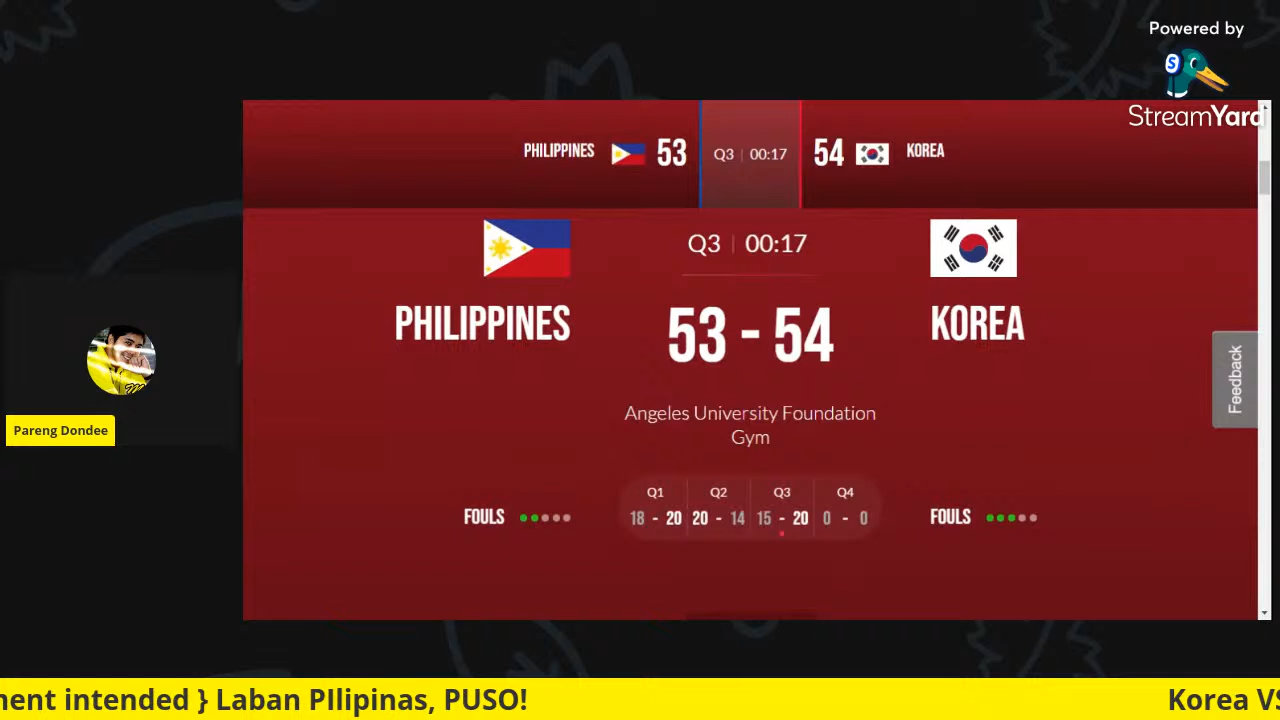 Powered by
StreamYard
PHILIPPINES 53 Q3 00:17 54 KOREA
Q3 00:17
PHILIPPINES 53 - 54 KOREA
Angeles University Foundation
Gym
Feedback
Pareng Dondee
Q1 Q2 Q3 Q4
FOULS 18 - 20 20 - 14 15 - 20 0 - 0 FOULS
ment intended } Laban PIlipinas, PUSO! Korea VS